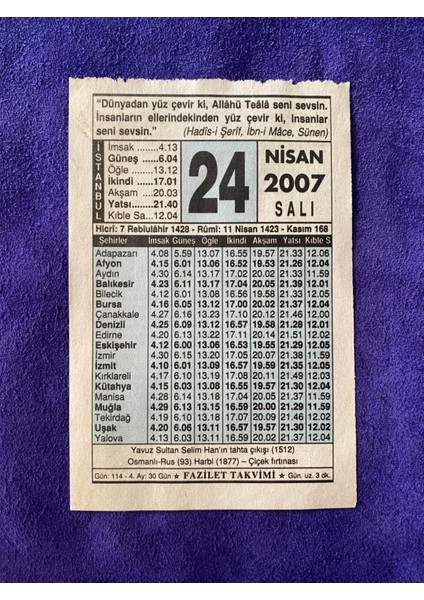 “Dünyadan yüz çevir ki, Allâhü Teâlâ seni sevsin.
İnsanların ellerindekinden yüz çevir ki, insanlar
seni sevsin.” (Hadîs-i Şerîf, İbn-i Mâce, Sünen)
İSTANBUL
İmsak ........4.13
Güneş ......6.04
Öğle ........13.12
İkindi ......17.01
Akşam ....20.03
Yatsı.......21.40
Kıble Sa...12.04
24
NİSAN
2007
SALI
Hicrî: 7 Rebîulâhir 1428 - Rûmî: 11 Nisan 1423 - Kasım 168
Şehirler İmsak Güneş Öğle İkindi Akşam Yatsı Kıble S
Adapazarı 4.08 5.59 13.07 16.55 19.57 21.33 12.06
Afyon 4.15 6.01 13.06 16.52 19.53 21.26 12.04
Aydın 4.30 6.14 13.17 17.02 20.02 21.33 11.59
Balıkesir 4.23 6.11 13.17 17.04 20.05 21.39 12.01
Bilecik 4.12 6.01 13.08 16.56 19.58 21.33 12.06
Bursa 4.16 6.05 13.12 17.00 20.02 21.37 12.04
Çanakkale 4.27 6.16 13.23 17.10 20.12 21.46 12.00
Denizli 4.25 6.09 13.12 16.57 19.58 21.28 12.01
Edirne 4.20 6.13 13.22 17.11 20.14 21.52 12.01
Eskişehir 4.12 6.00 13.06 16.53 19.55 21.29 12.05
İzmir 4.30 6.15 13.20 17.05 20.07 21.38 11.59
İzmit 4.10 6.01 13.09 16.57 19.59 21.35 12.05
Kırklareli 4.17 6.10 13.19 17.08 20.11 21.49 12.03
Kütahya 4.15 6.03 13.08 16.55 19.57 21.30 12.04
Manisa 4.28 6.14 13.18 17.04 20.05 21.37 11.59
Muğla 4.29 6.13 13.15 16.59 20.00 21.29 11.59
Tekirdağ 4.19 6.10 13.18 17.07 20.09 21.46 12.02
Uşak 4.20 6.06 13.11 16.57 19.57 21.30 12.02
Yalova 4.13 6.03 13.11 16.59 20.02 21.37 12.04
Yavuz Sultan Selim Han'ın tahta çıkışı (1512)
Osmanlı-Rus (93) Harbi (1877) – Çiçek fırtınası
Gün: 114 - 4. Ay: 30 Gün ★ FAZİLET TAKVİMİ ★ Gün. uz. 3 dk.